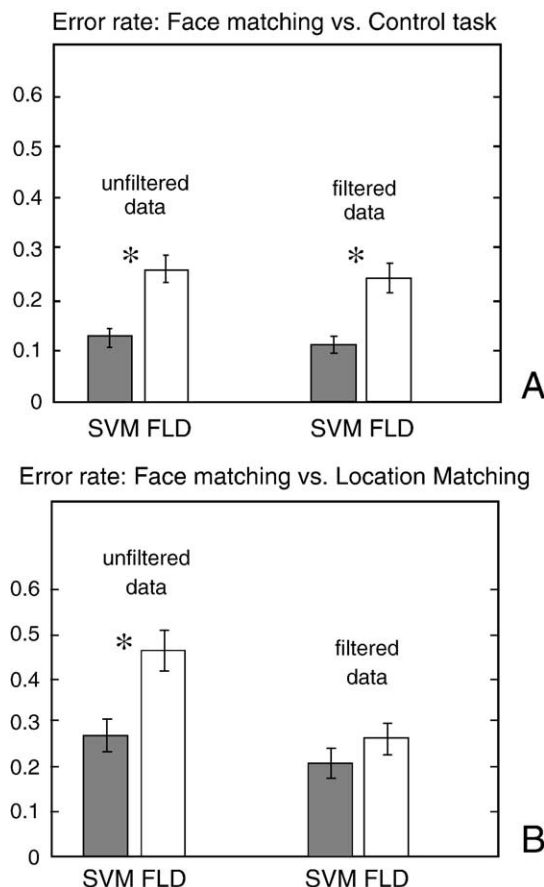 Error rate: Face matching vs. Control task
0.6
0.5
0.4
0.3
0.2
0.1
0
unfiltered
data
filtered
data
*
*
SVM FLD
SVM FLD
A
Error rate: Face matching vs. Location Matching
0.6
0.5
0.4
0.3
0.2
0.1
0
unfiltered
data
filtered
data
*
SVM FLD
SVM FLD
B